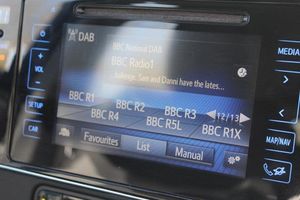 DAB
BBC National DAB
MEDIA
BBC Radio1
VOL
...hallenge, Sam and Danni have the lates...
BBC R1 BBC R2 BBC R3 12/13
SETUP
BBC R4 BBC R5L BBC R1X
CAR
Favourites List Manual
MAP/NAV